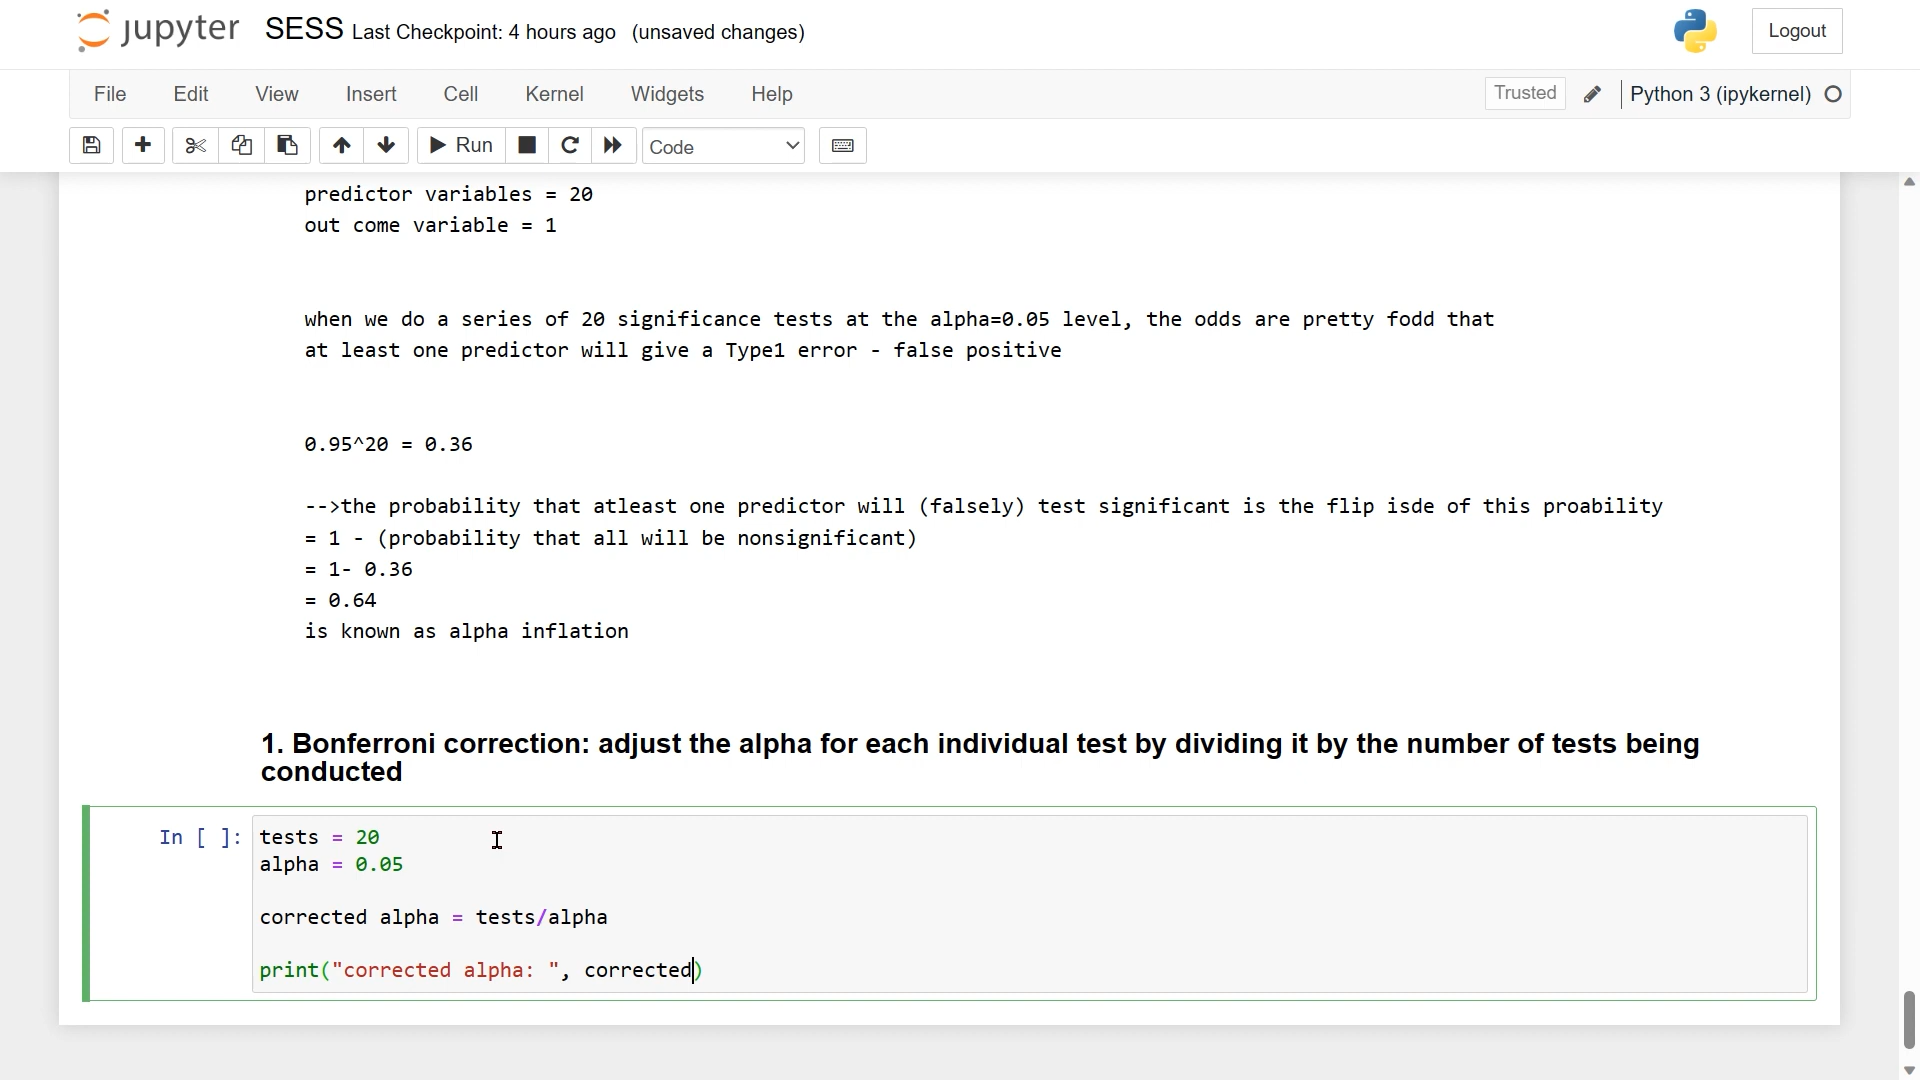 jupyter SESS Last Checkpoint: 4 hours ago (unsaved changes) Logout
File Edit View Insert Cell Kernel Widgets Help Trusted Python 3 (ipykernel)
Run Code
predictor variables = 20
out come variable = 1
when we do a series of 20 significance tests at the alpha=0.05 level, the odds are pretty fodd that
at least one predictor will give a Type1 error - false positive
0.95^20 = 0.36
-->the probability that atleast one predictor will (falsely) test significant is the flip isde of this proability
= 1 - (probability that all will be nonsignificant)
= 1- 0.36
= 0.64
is known as alpha inflation
1. Bonferroni correction: adjust the alpha for each individual test by dividing it by the number of tests being
conducted
In [ ]: tests = 20
alpha = 0.05
corrected alpha = tests/alpha
print("corrected alpha: ", corrected)